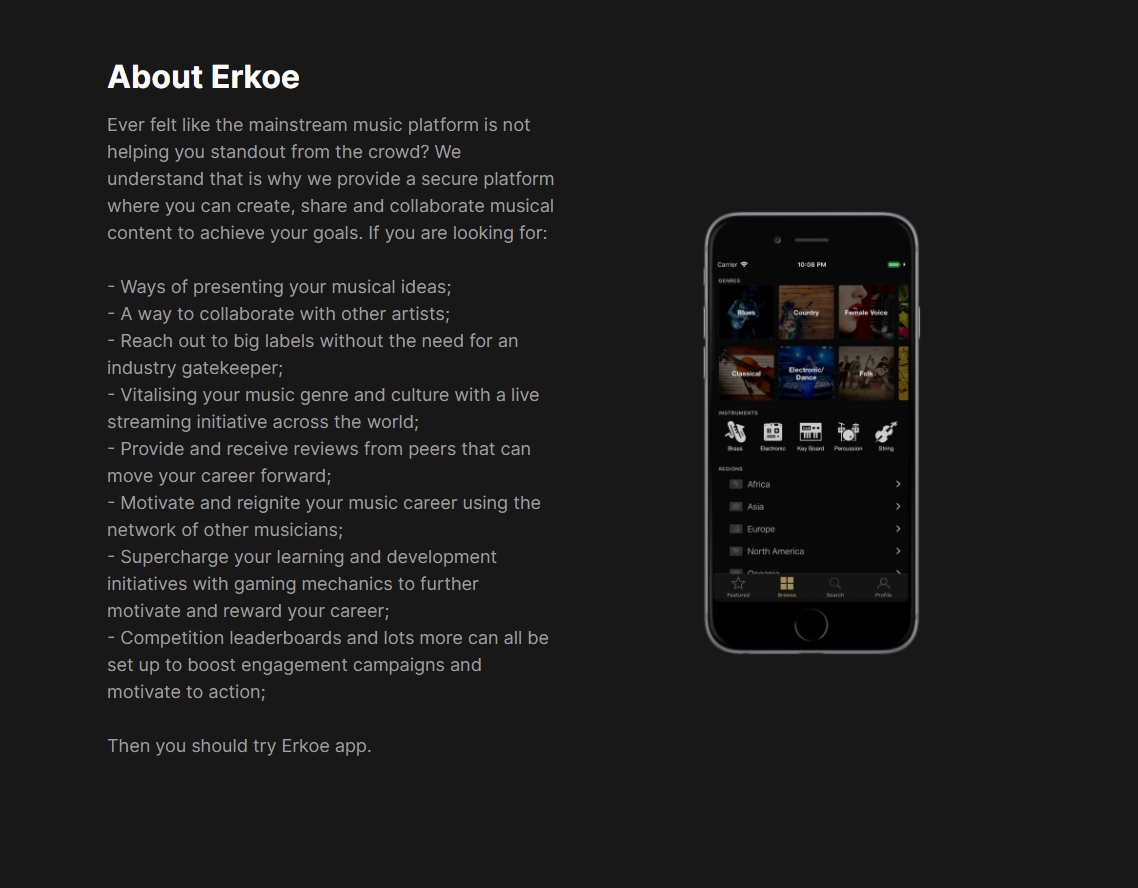 About Erkoe
Ever felt like the mainstream music platform is not
helping you standout from the crowd? We
understand that is why we provide a secure platform
where you can create, share and collaborate musical
content to achieve your goals. If you are looking for:
- Ways of presenting your musical ideas;
- A way to collaborate with other artists;
- Reach out to big labels without the need for an
industry gatekeeper;
- Vitalising your music genre and culture with a live
streaming initiative across the world;
- Provide and receive reviews from peers that can
move your career forward;
- Motivate and reignite your music career using the
network of other musicians;
- Supercharge your learning and development
initiatives with gaming mechanics to further
motivate and reward your career;
- Competition leaderboards and lots more can all be
set up to boost engagement campaigns and
motivate to action;
Then you should try Erkoe app.
Carrier 10:08 PM
GENRES
Blues Country Female Voice
Classical Electronic/ Folk
Dance
INSTRUMENTS
Brass Electronic Key Board Percussion String
REGIONS
Africa
Asia
Europe
North America
Oceania
Featured Browse Search Profile